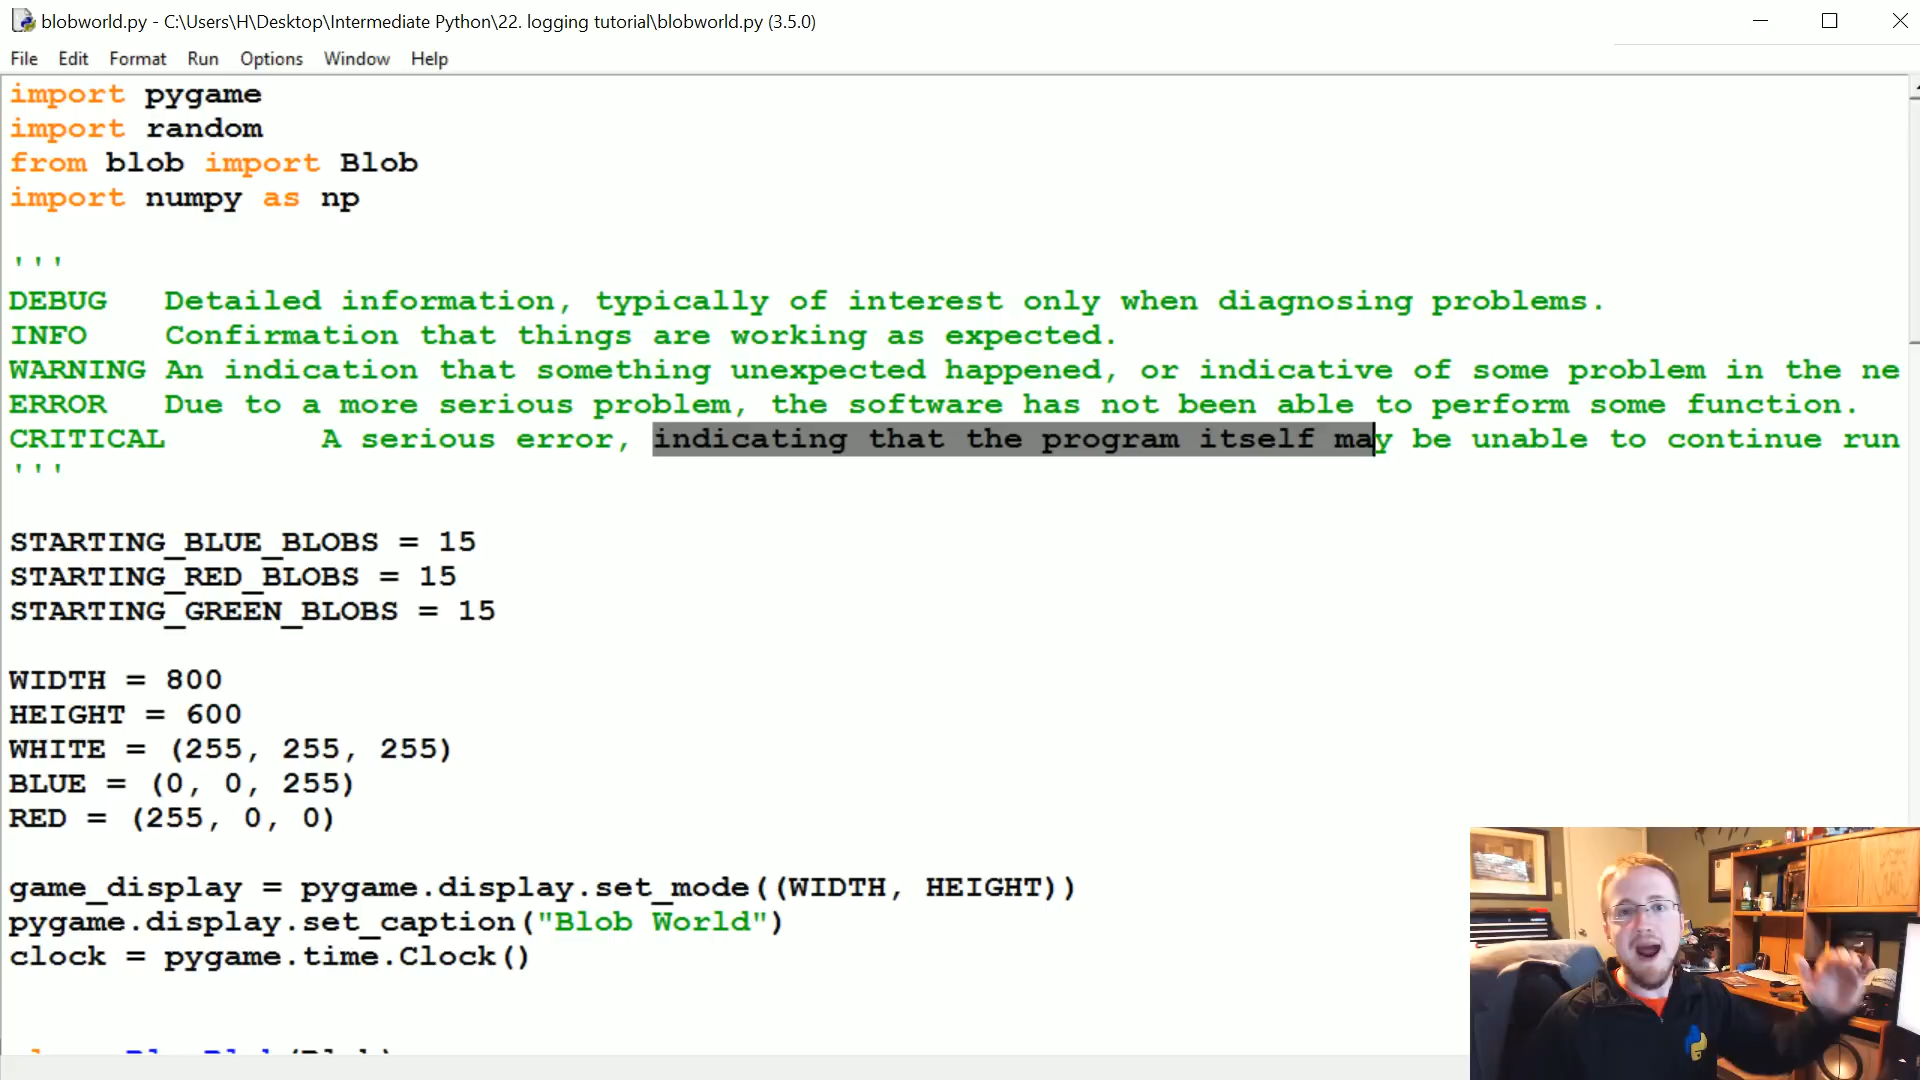 blobworld.py - C:\Users\H\Desktop\Intermediate Python\22. logging tutorial\blobworld.py (3.5.0)
File Edit Format Run Options Window Help
import pygame
import random
from blob import Blob
import numpy as np
'''
DEBUG Detailed information, typically of interest only when diagnosing problems.
INFO Confirmation that things are working as expected.
WARNING An indication that something unexpected happened, or indicative of some problem in the ne
ERROR Due to a more serious problem, the software has not been able to perform some function.
CRITICAL A serious error, indicating that the program itself may be unable to continue run
'''
STARTING_BLUE_BLOBS = 15
STARTING_RED_BLOBS = 15
STARTING_GREEN_BLOBS = 15
WIDTH = 800
HEIGHT = 600
WHITE = (255, 255, 255)
BLUE = (0, 0, 255)
RED = (255, 0, 0)
game_display = pygame.display.set_mode((WIDTH, HEIGHT))
pygame.display.set_caption("Blob World")
clock = pygame.time.Clock()